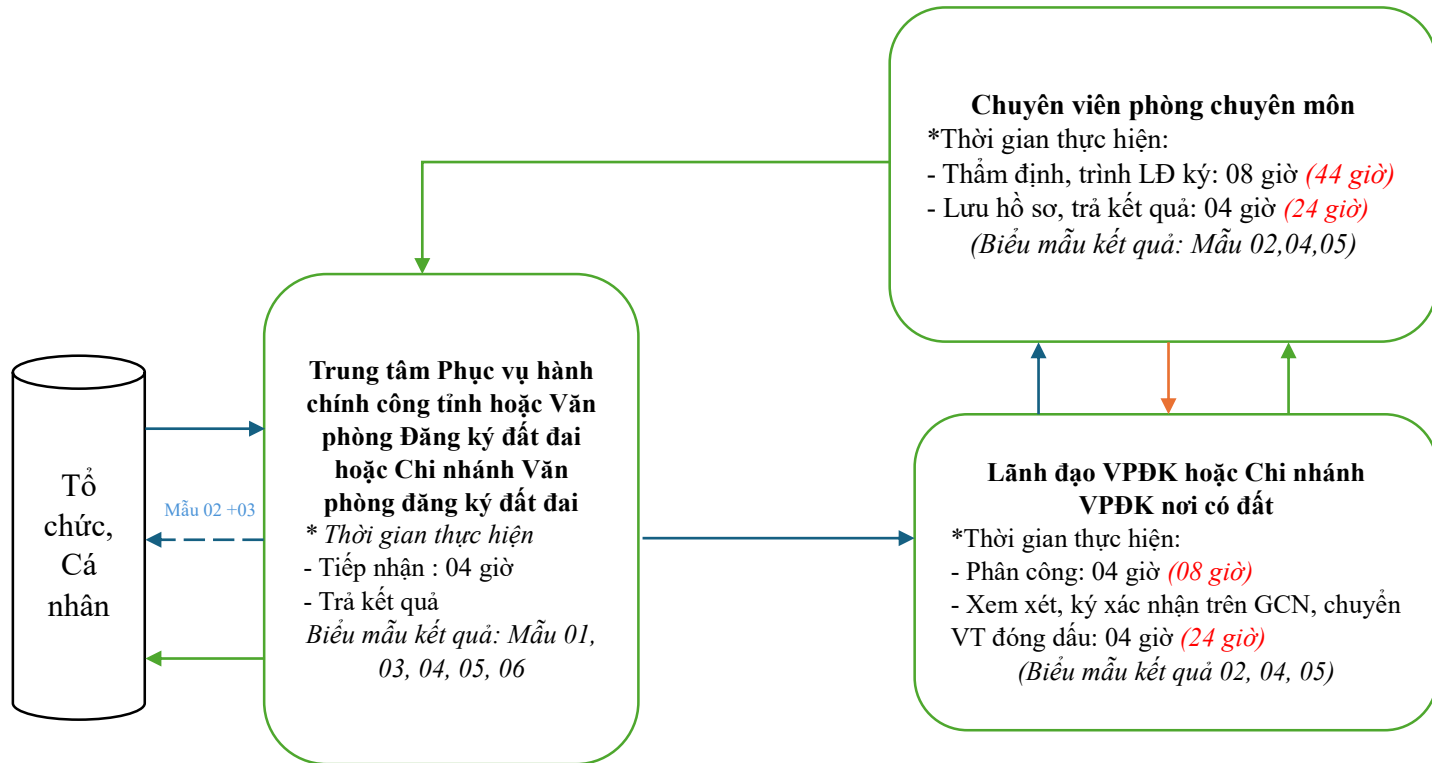 Tổ
chức,
Cá
nhân
Mẫu 02 +03
Trung tâm Phục vụ hành
chính công tỉnh hoặc Văn
phòng Đăng ký đất đai
hoặc Chi nhánh Văn
phòng đăng ký đất đai
* Thời gian thực hiện
- Tiếp nhận : 04 giờ
- Trả kết quả
Biểu mẫu kết quả: Mẫu 01,
03, 04, 05, 06
Chuyên viên phòng chuyên môn
*Thời gian thực hiện:
- Thẩm định, trình LĐ ký: 08 giờ (44 giờ)
- Lưu hồ sơ, trả kết quả: 04 giờ (24 giờ)
(Biểu mẫu kết quả: Mẫu 02,04,05)
Lãnh đạo VPĐK hoặc Chi nhánh
VPĐK nơi có đất
*Thời gian thực hiện:
- Phân công: 04 giờ (08 giờ)
- Xem xét, ký xác nhận trên GCN, chuyển
VT đóng dấu: 04 giờ (24 giờ)
(Biểu mẫu kết quả 02, 04, 05)